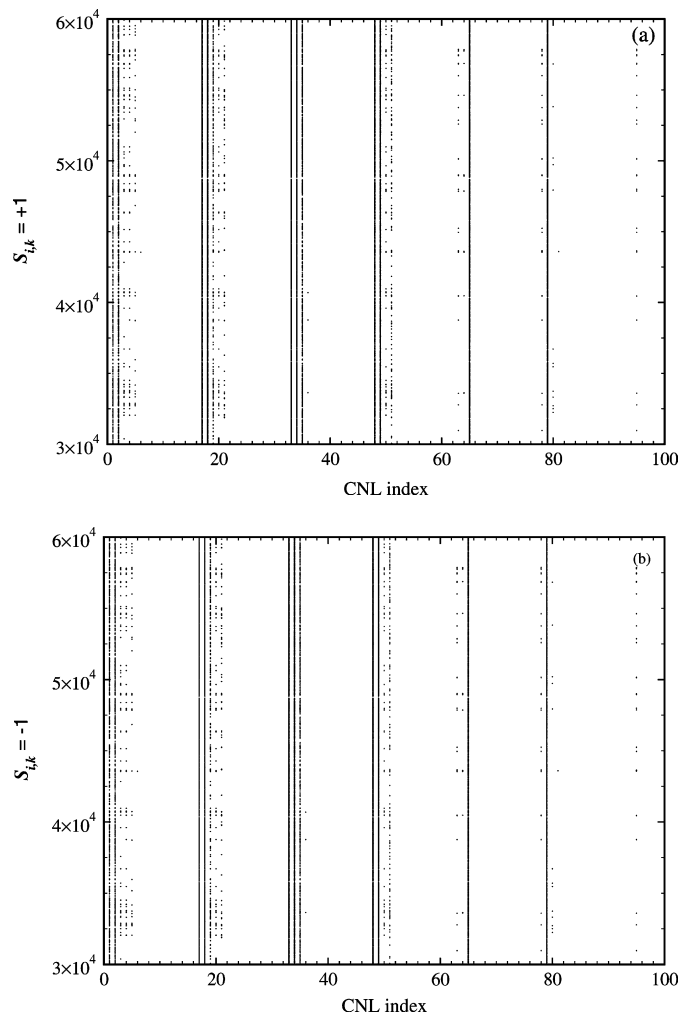 6×10⁴
(a)
5×10⁴
S_{i,k} = +1
4×10⁴
3×10⁴
0 20 40 60 80 100
CNL index
6×10⁴
(b)
5×10⁴
S_{i,k} = -1
4×10⁴
3×10⁴
0 20 40 60 80 100
CNL index